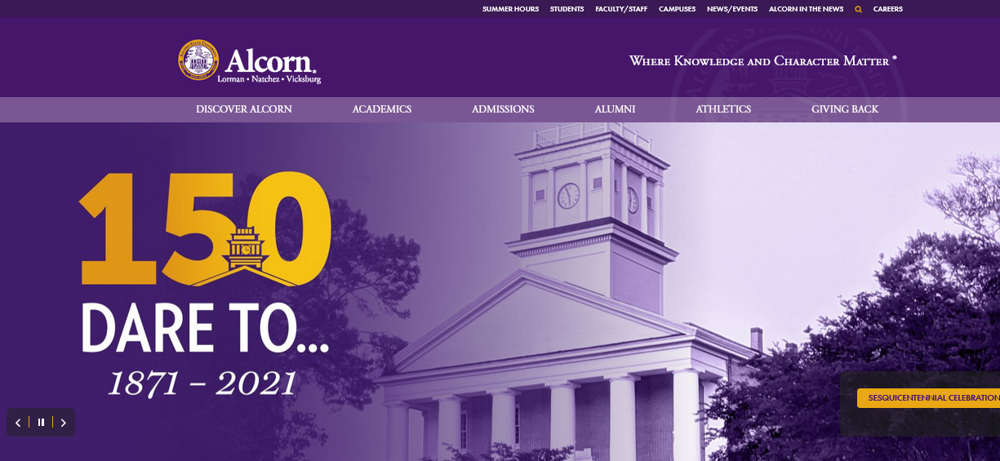 SUMMER HOURS STUDENTS FACULTY/STAFF CAMPUSES NEWS/EVENTS ALCORN IN THE NEWS CAREERS
Alcorn.
Lorman • Natchez • Vicksburg
WHERE KNOWLEDGE AND CHARACTER MATTER ®
DISCOVER ALCORN ACADEMICS ADMISSIONS ALUMNI ATHLETICS GIVING BACK
150
DARE TO...
1871 – 2021
SESQUICENTENNIAL CELEBRATION